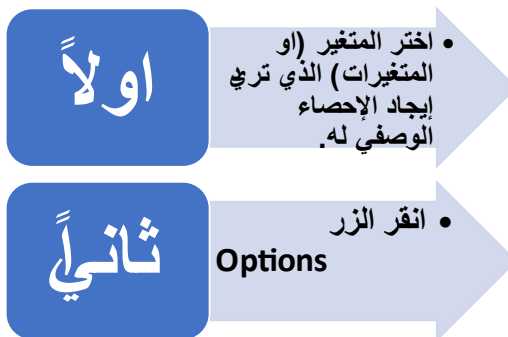 اولاً
• اختر المتغير (او
المتغيرات) الذي تريد
إيجاد الإحصاء
الوصفي له.
ثانياً
• انقر الزر
Options